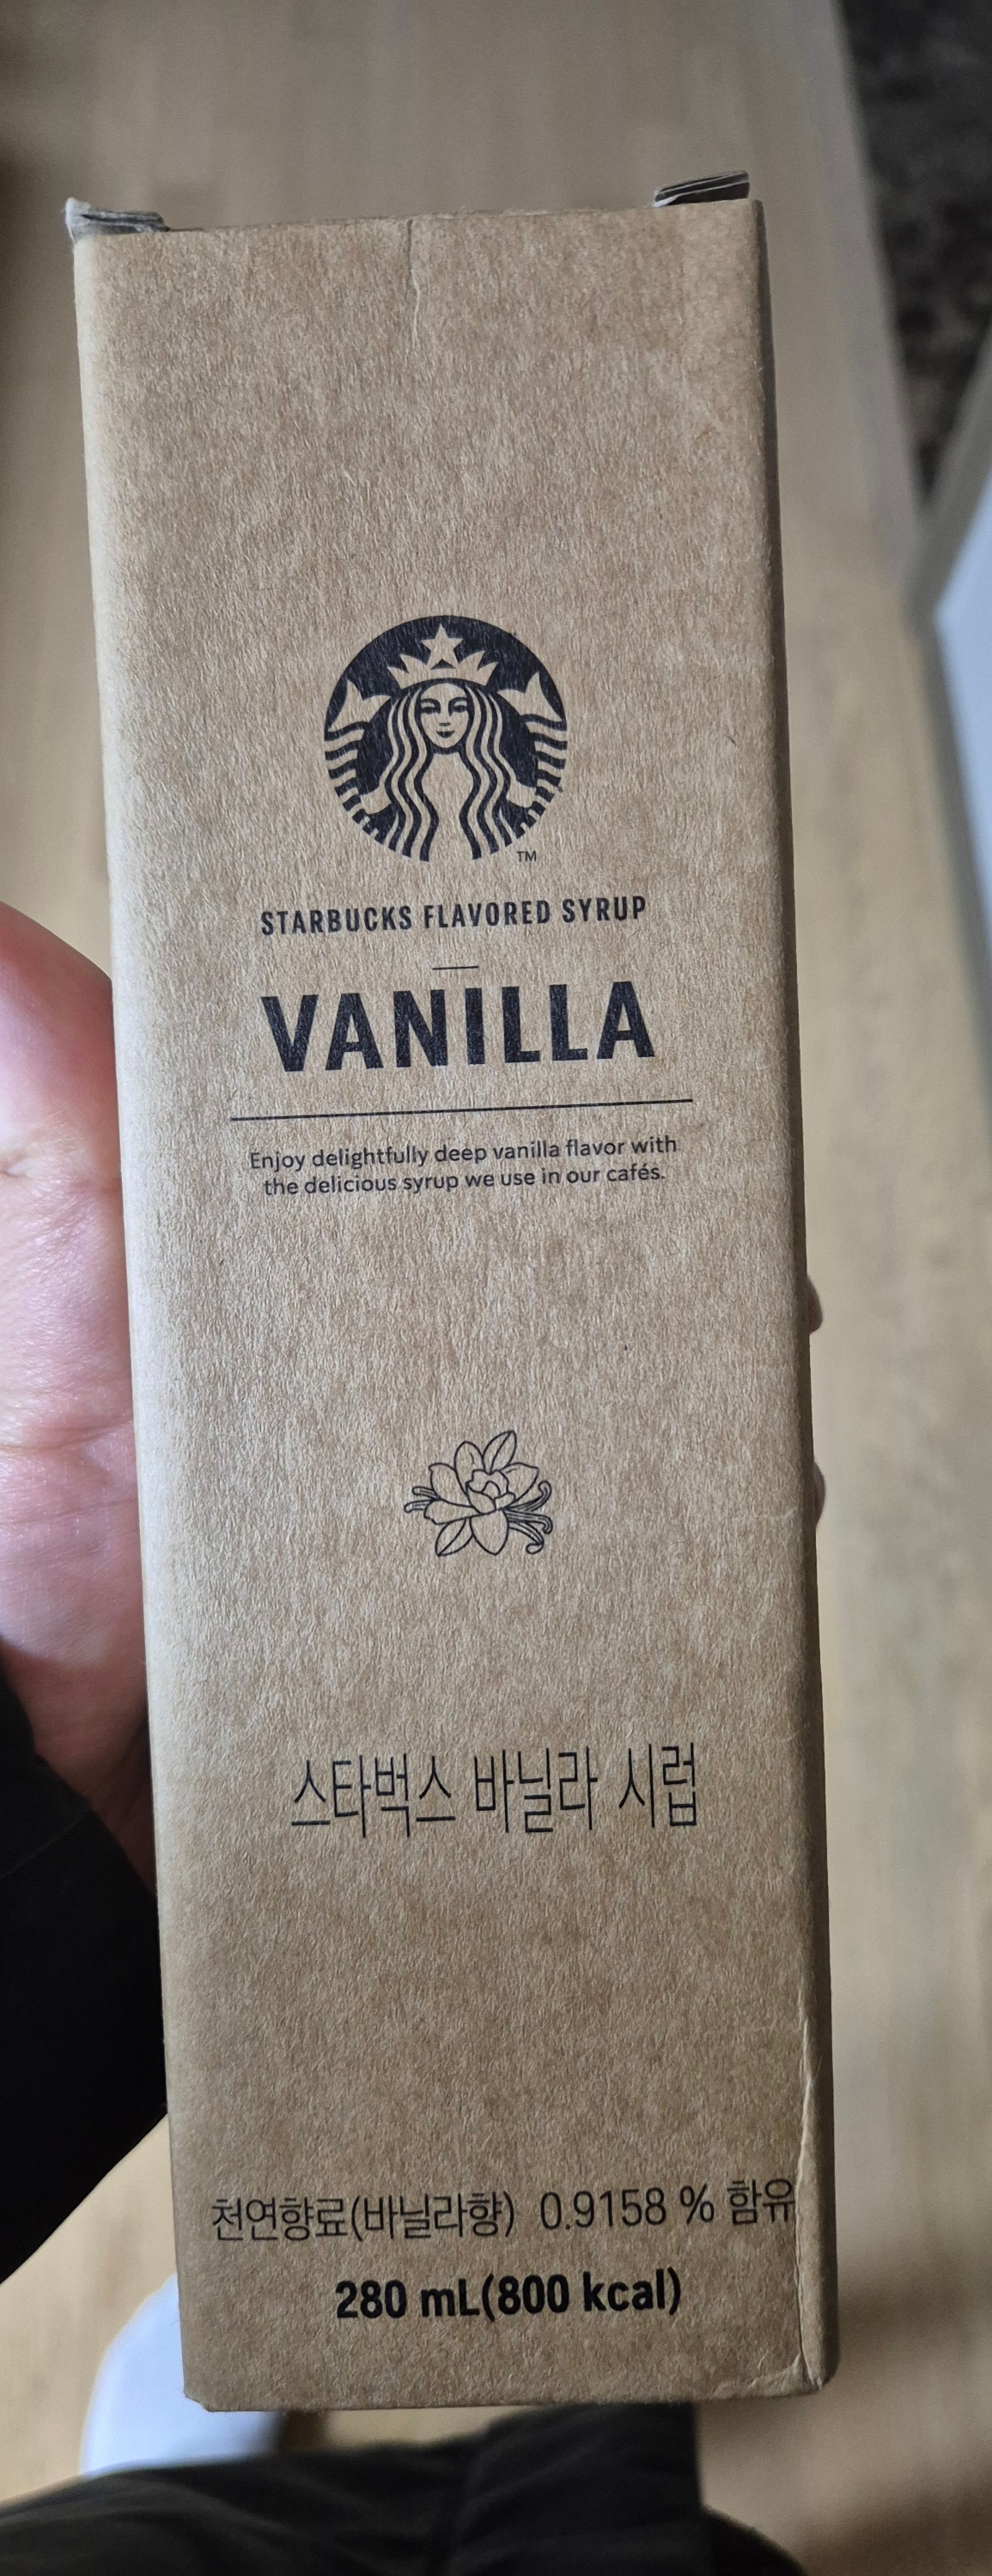 TM
STARBUCKS FLAVORED SYRUP
VANILLA
Enjoy delightfully deep vanilla flavor with
the delicious syrup we use in our cafés.
스타벅스 바닐라 시럽
천연향료(바닐라향) 0.9158 % 함유
280 mL(800 kcal)